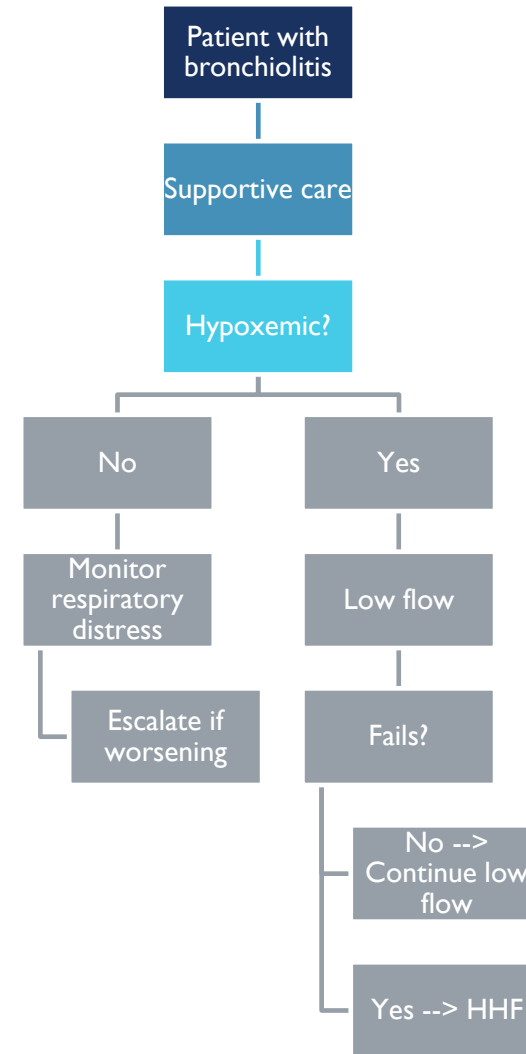 Patient with
bronchiolitis
Supportive care
Hypoxemic?
No
Yes
Monitor
respiratory
distress
Low flow
Escalate if
worsening
Fails?
No -->
Continue low
flow
Yes --> HHF